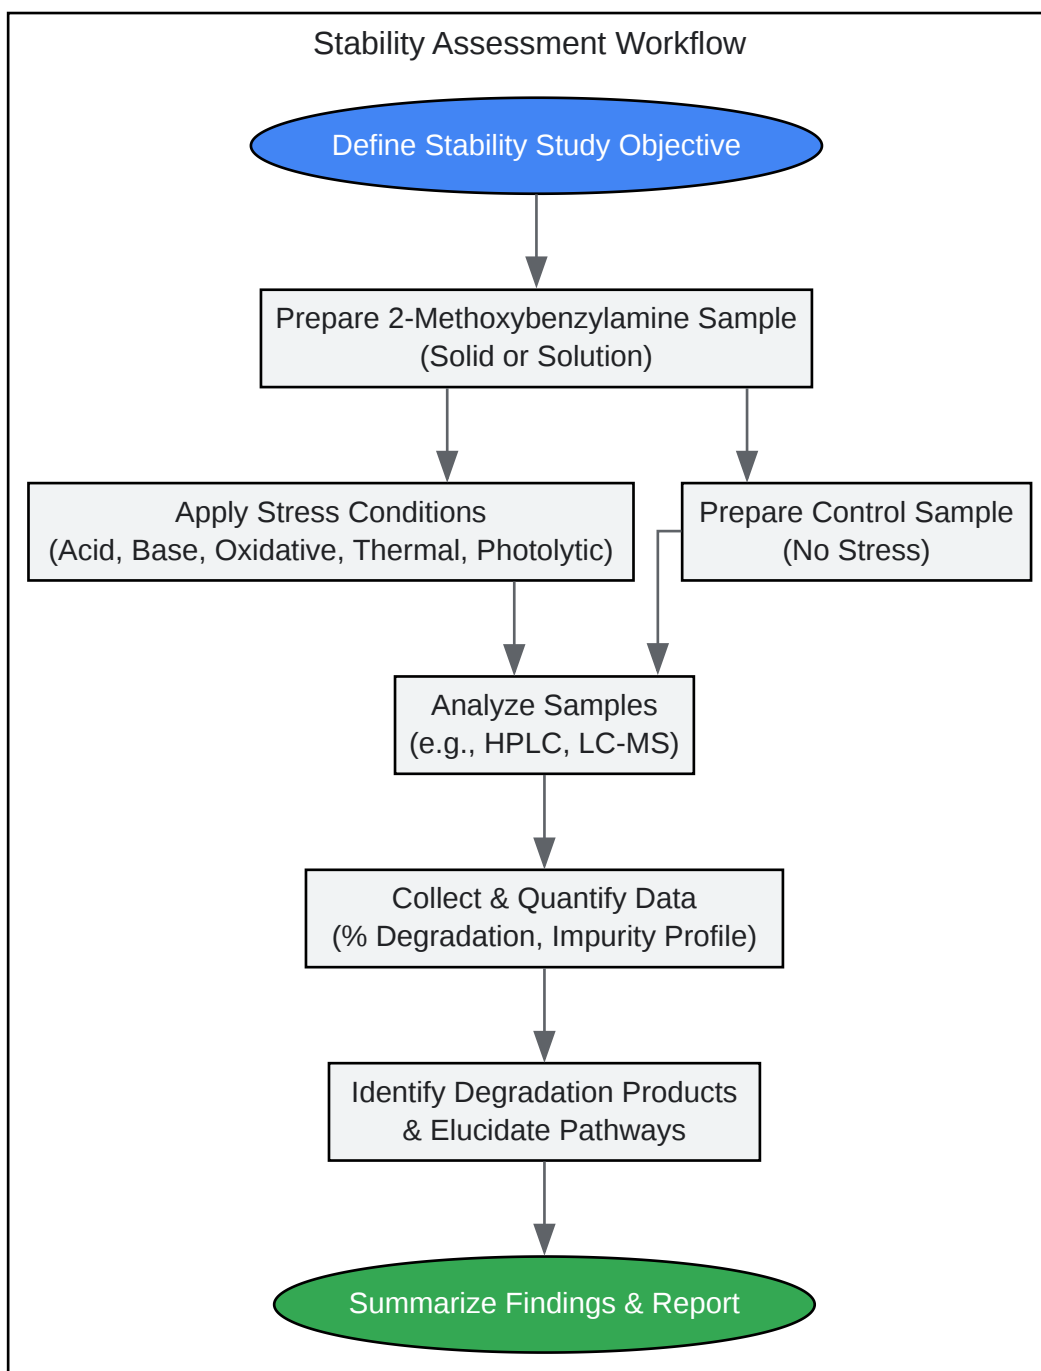 Stability Assessment Workflow
Define Stability Study Objective
Prepare 2-Methoxybenzylamine Sample
(Solid or Solution)
Apply Stress Conditions
(Acid, Base, Oxidative, Thermal, Photolytic)
Prepare Control Sample
(No Stress)
Analyze Samples
(e.g., HPLC, LC-MS)
Collect & Quantify Data
(% Degradation, Impurity Profile)
Identify Degradation Products
& Elucidate Pathways
Summarize Findings & Report